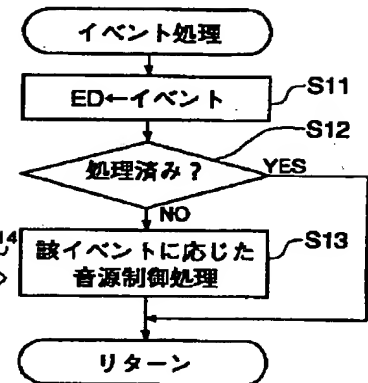 イベント処理
ED←イベント
S11
S12
処理済み？
YES
NO
14
該イベントに応じた
音源制御処理
S13
リターン